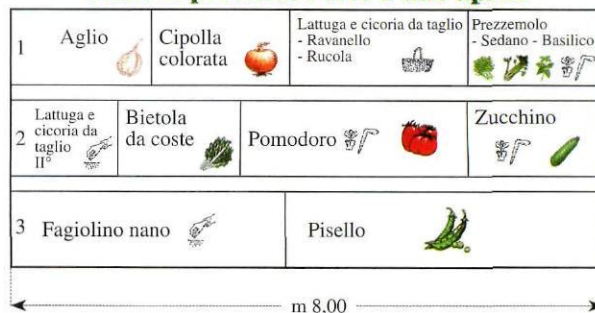 1
Aglio
Cipolla
colorata
Lattuga e cicoria da taglio
- Ravanello
- Rucola
Prezzemolo
- Sedano - Basilico
2
Lattuga e
cicoria da
taglio
II°
Bietola
da coste
Pomodoro
Zucchino
3
Fagiolino nano
Pisello
m 8,00